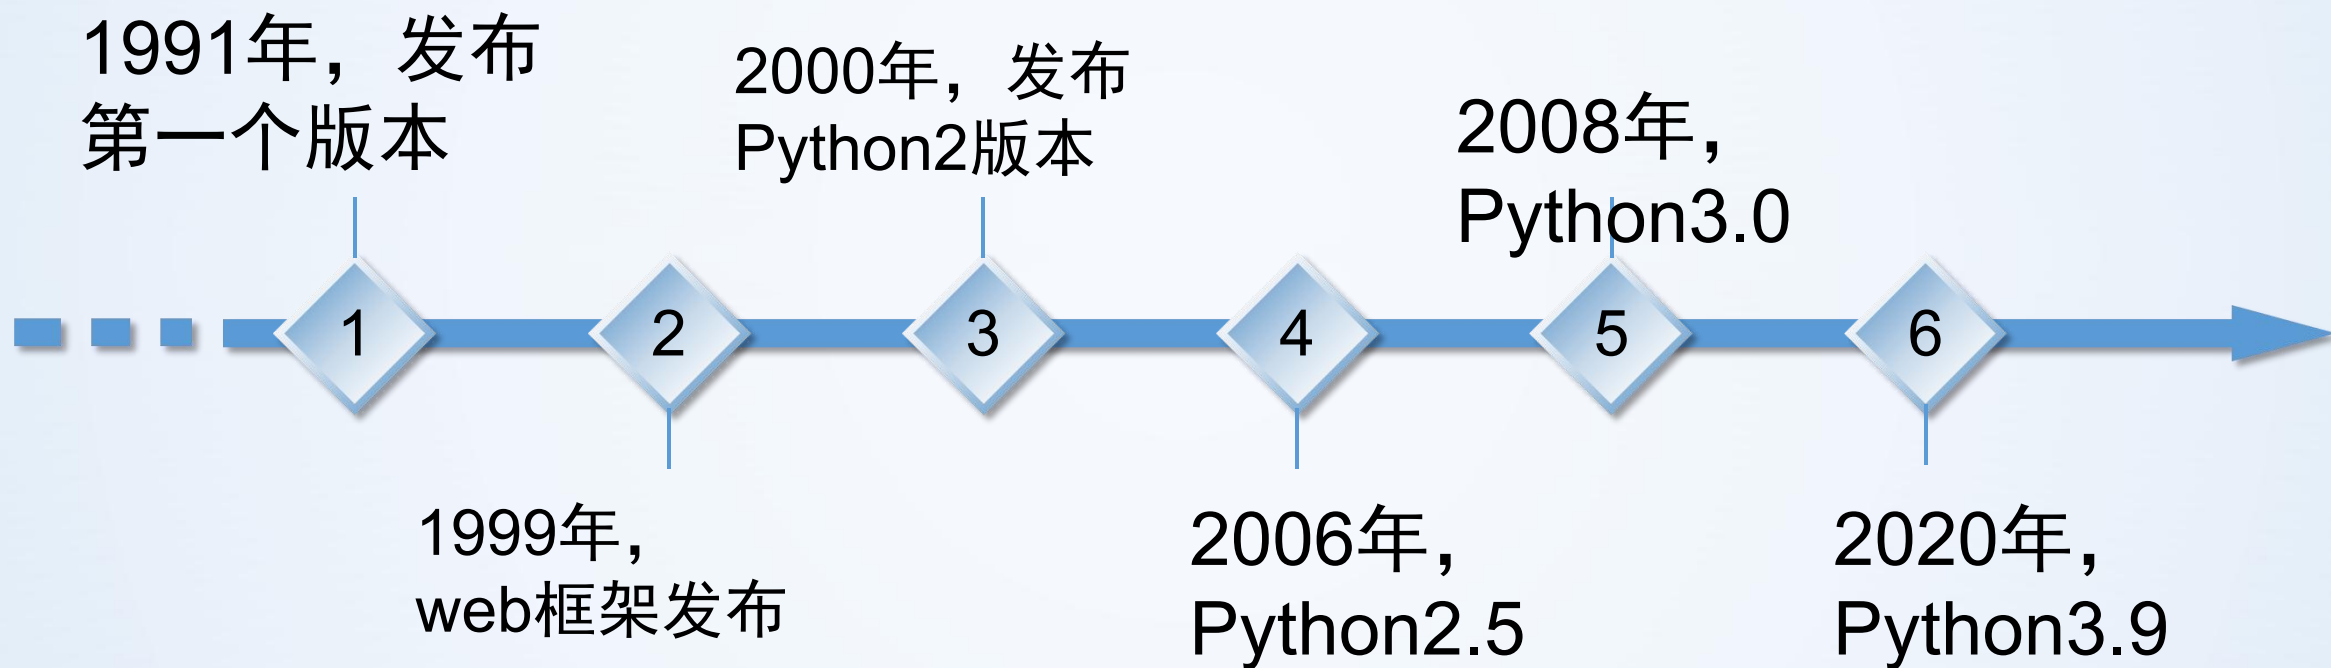 1991年，发布
第一个版本
2000年，发布
Python2版本
2008年，
Python3.0
1
2
3
4
5
6
1999年，
web框架发布
2006年，
Python2.5
2020年，
Python3.9